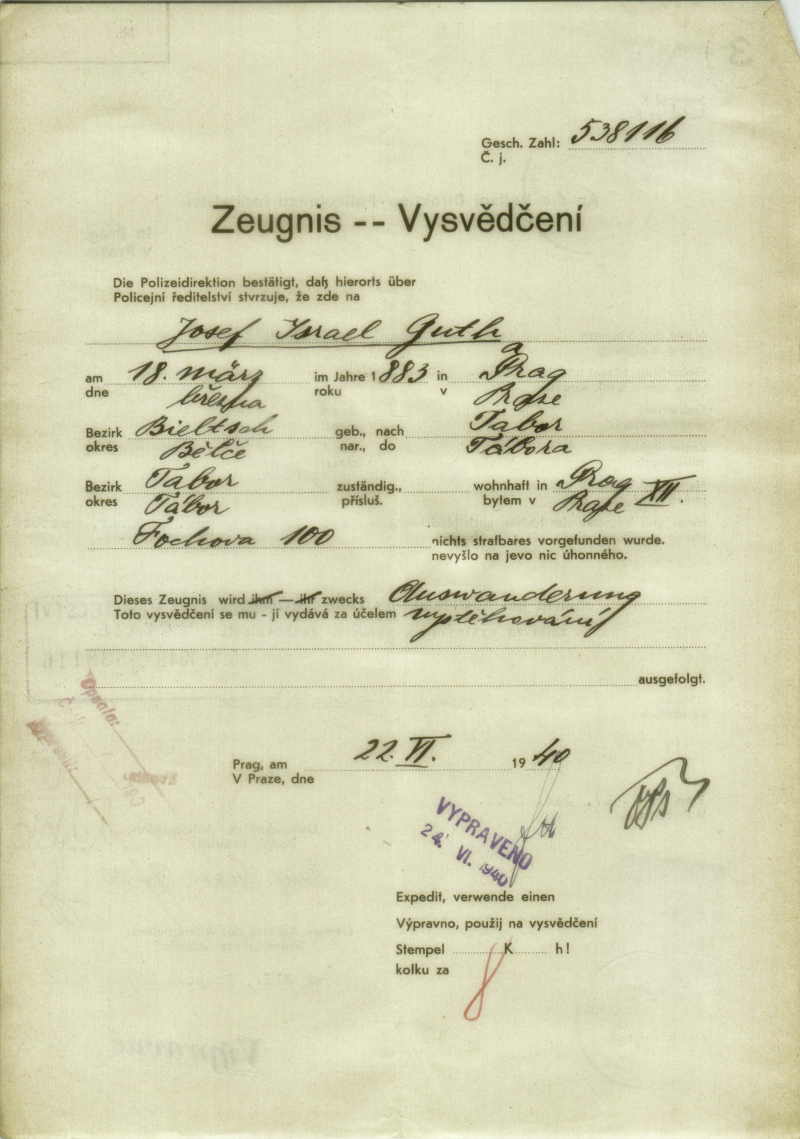 Gesch. Zahl: 538116
Č. j.
Zeugnis -- Vysvědčení
Die Polizeidirektion bestätigt, daß hierorts über
Policejní ředitelství stvrzuje, že zde na
Josef Israel Guth
am 18. März im Jahre 1883 in Prag
dne března roku v Praze
Bezirk Bieltsch geb., nach Tabor
okres Bělče nar., do Tábora
Bezirk Tabor zuständig., wohnhaft in Prag XII.
okres Tábor přísluš. bytem v Praze
Fochova 100 nichts strafbares vorgefunden wurde.
nevyšlo na jevo nic úhonného.
Dieses Zeugnis wird ihm — ihr zwecks Auswanderung
Toto vysvědčení se mu - jí vydává za účelem vystěhování
ausgefolgt.
Opsala:
Prag, am 22. VI. 1940
V Praze, dne
VYPRAVENO
24. VI. 1940
Expedit, verwende einen
Výpravno, použij na vysvědčení
Stempel K h!
kolku za 8